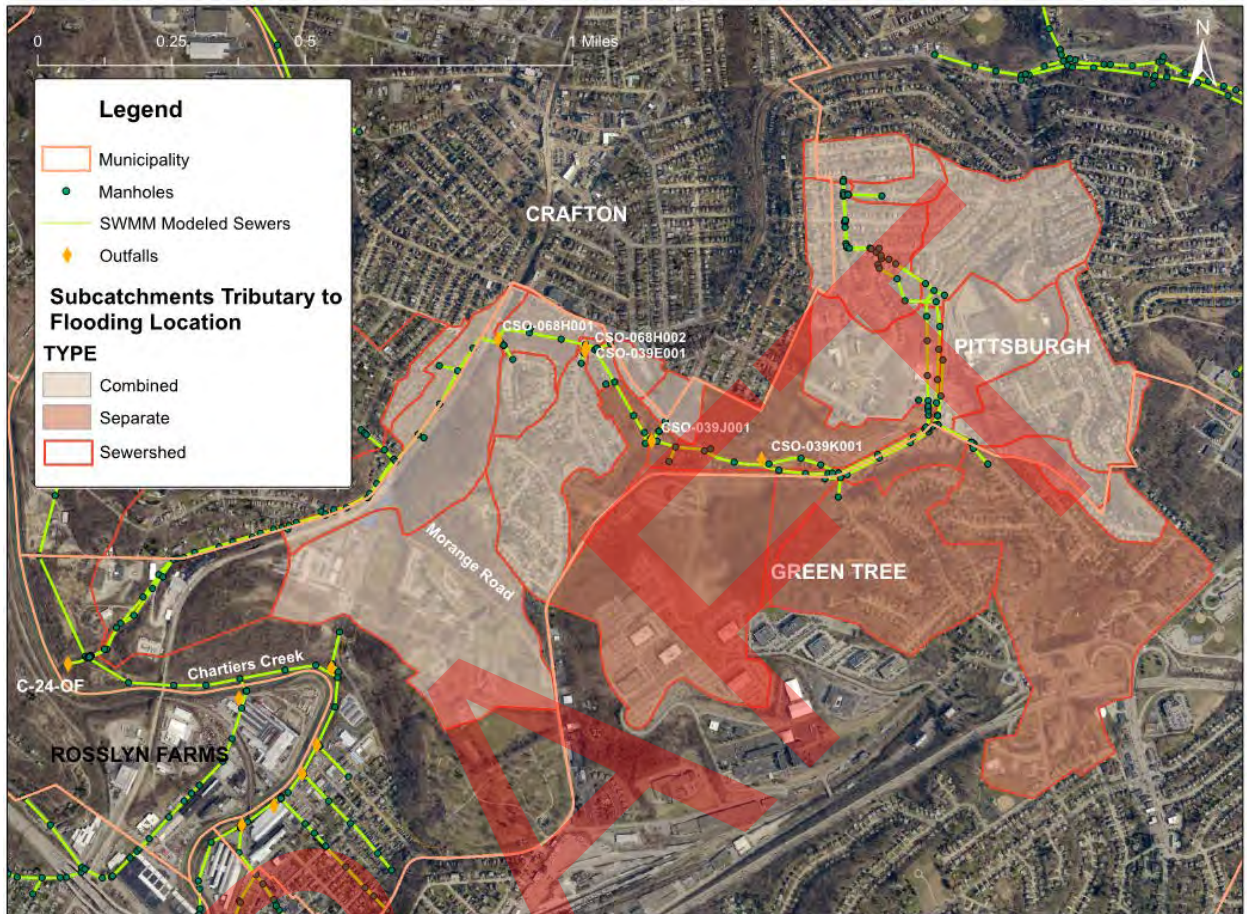 0
0.25
0.5
1 Miles
N
Legend
Municipality
Manholes
SWMM Modeled Sewers
Outfalls
Subcatchments Tributary to
Flooding Location
TYPE
Combined
Separate
Sewershed
CRAFTON
CSO-068H001
CSO-068H002
CSO-039E001
PITTSBURGH
CSO-039J001
CSO-039K001
Morange Road
GREEN TREE
Chartiers Creek
C-24-OF
ROSSLYN FARMS
DRAFT